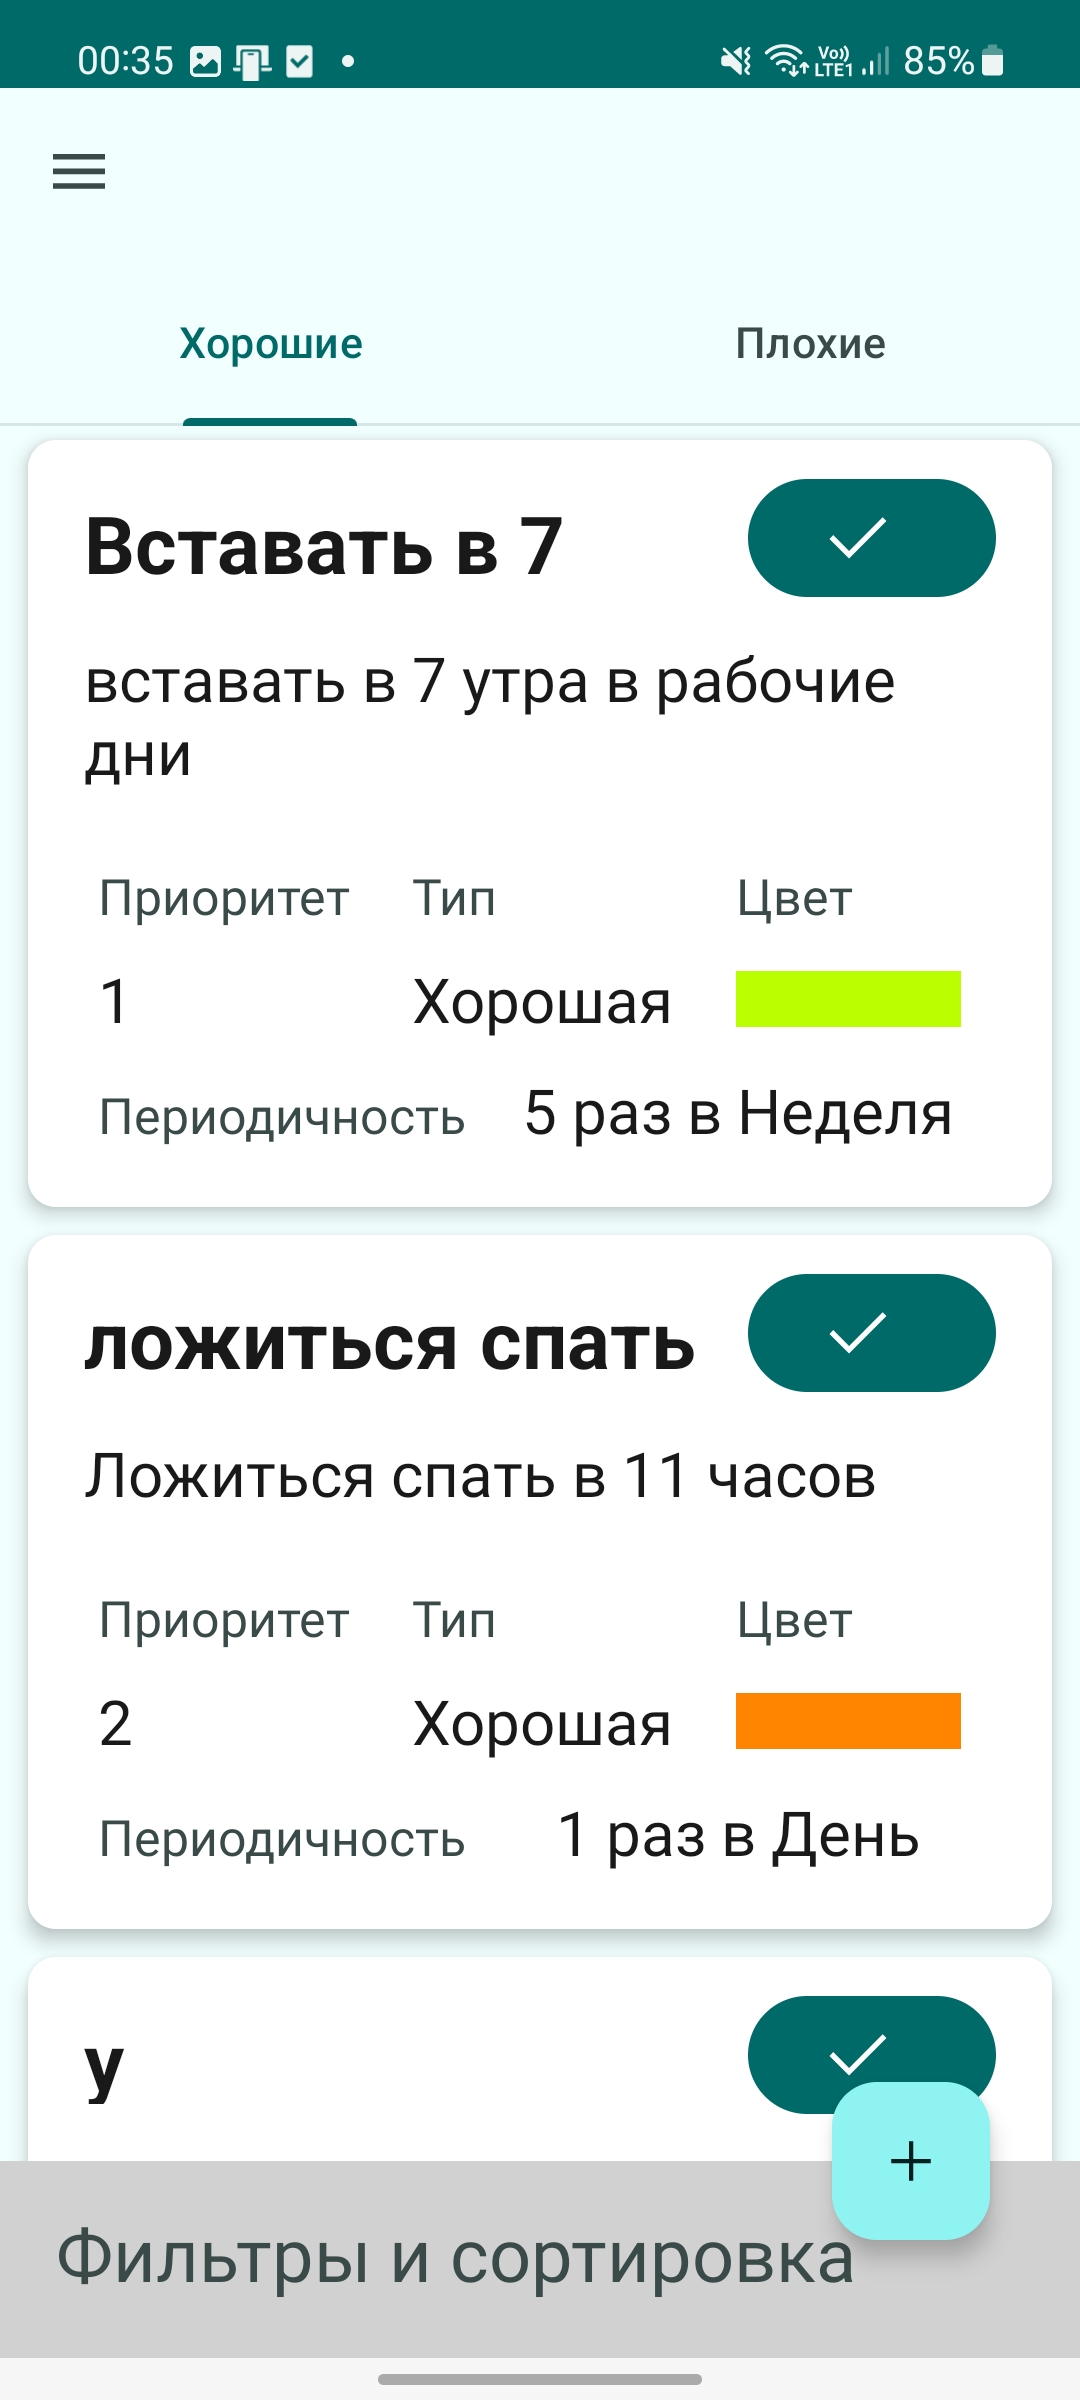 00:35
Vo)) LTE1 85%
Хорошие Плохие
Вставать в 7
вставать в 7 утра в рабочие
дни
Приоритет Тип Цвет
1 Хорошая
Периодичность 5 раз в Неделя
ложиться спать
Ложиться спать в 11 часов
Приоритет Тип Цвет
2 Хорошая
Периодичность 1 раз в День
у
Фильтры и сортировка